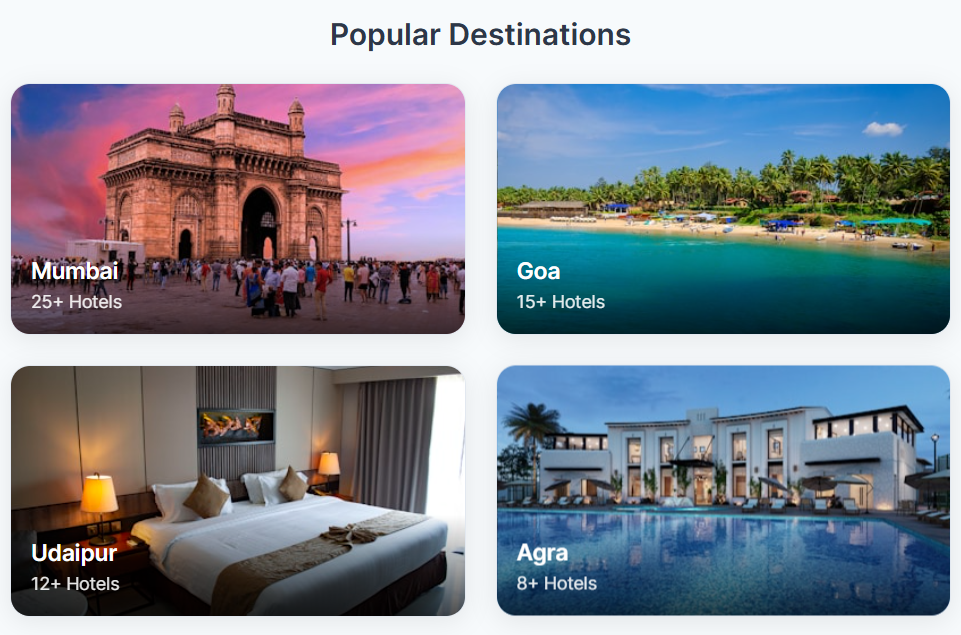 Popular Destinations
Mumbai
25+ Hotels
Goa
15+ Hotels
Udaipur
12+ Hotels
Agra
8+ Hotels